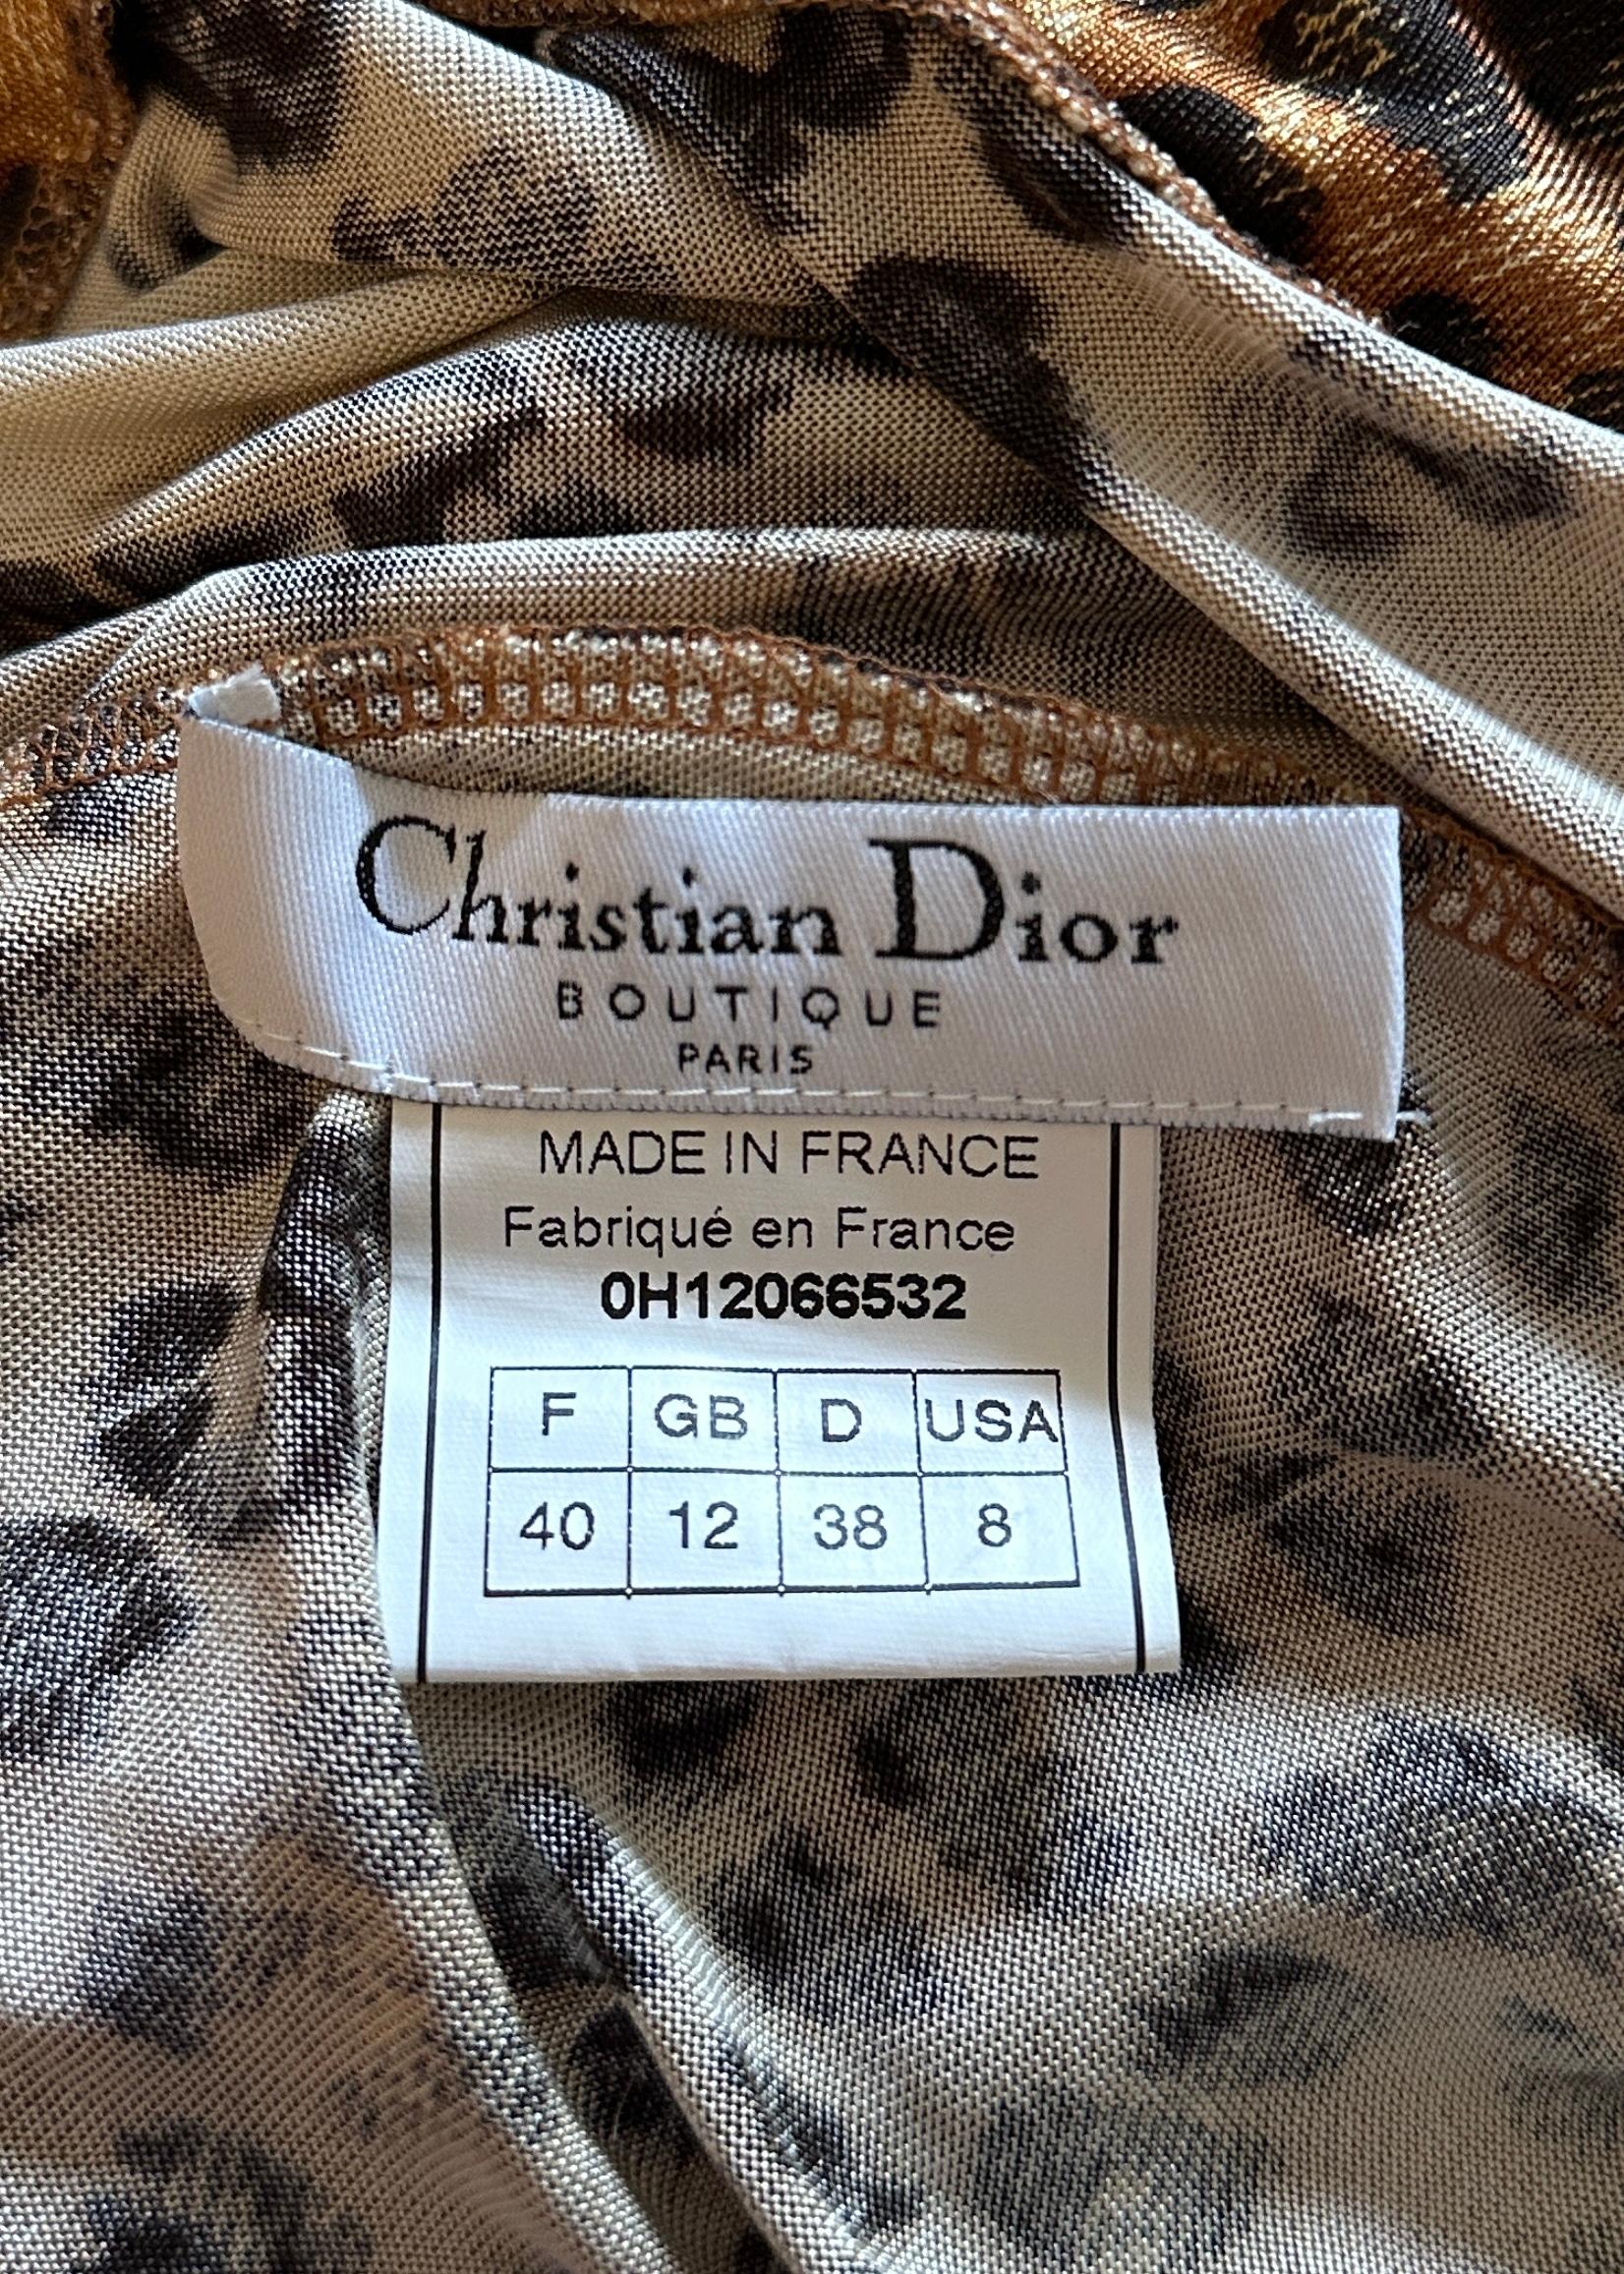 Christian Dior
BOUTIQUE
PARIS
MADE IN FRANCE
Fabriqué en France
0H12066532
F GB D USA
40 12 38 8